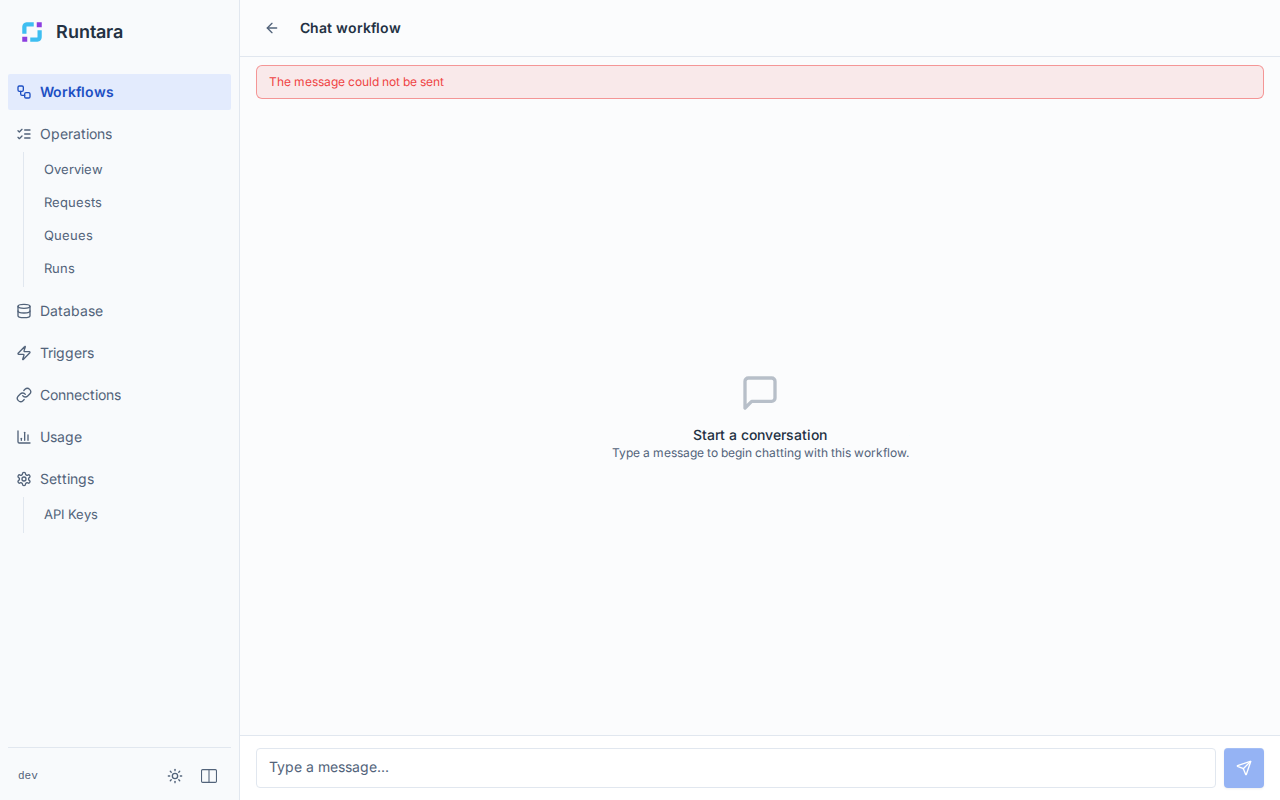 Runtara
Workflows
Operations
Overview
Requests
Queues
Runs
Database
Triggers
Connections
Usage
Settings
API Keys
dev
Chat workflow
The message could not be sent
Start a conversation
Type a message to begin chatting with this workflow.
Type a message...